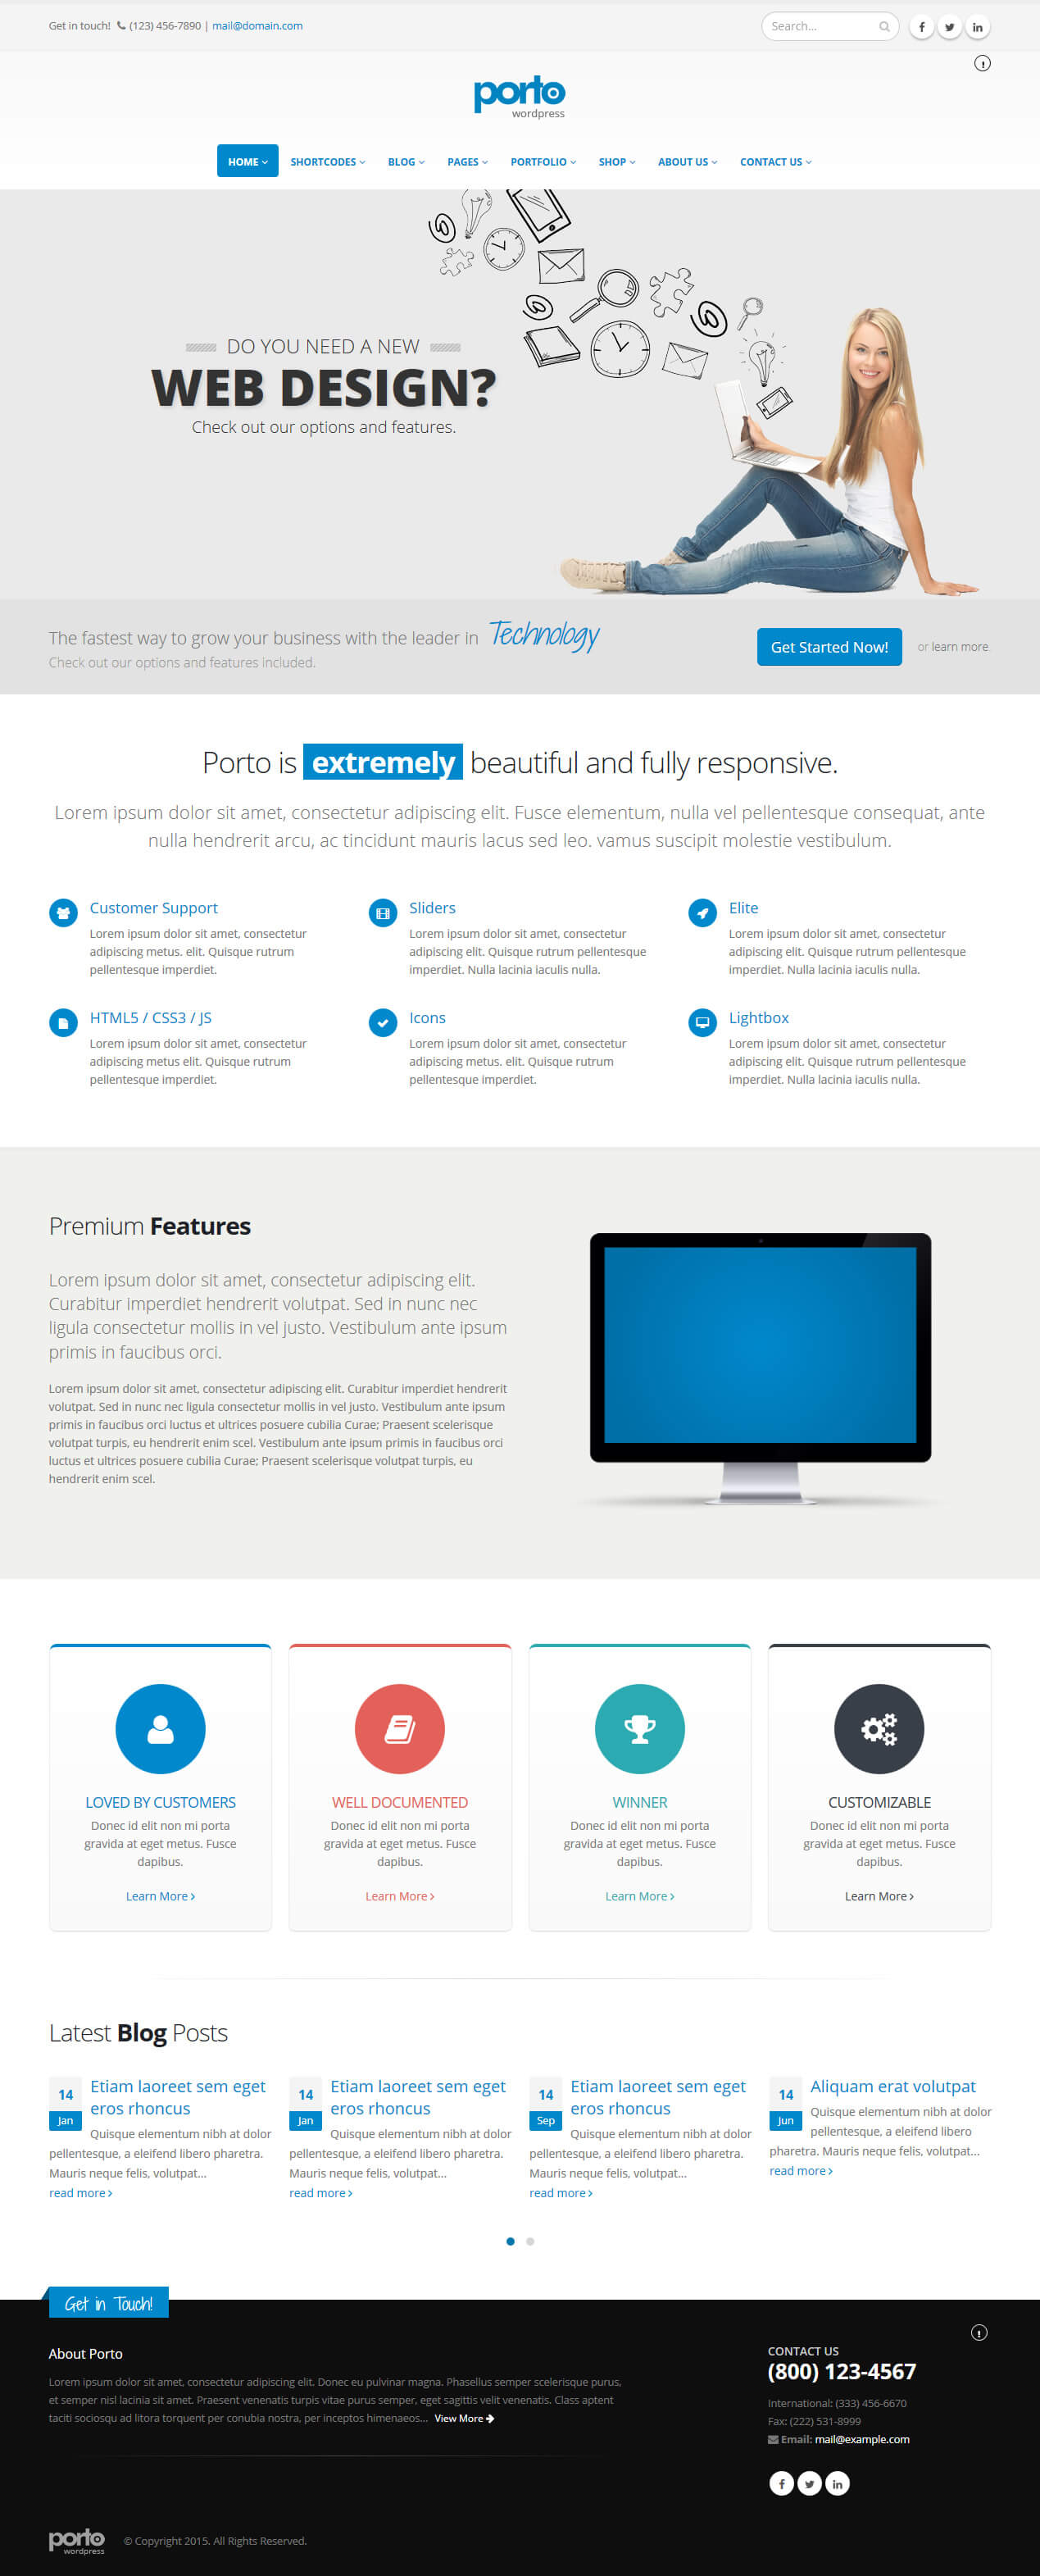 Get in touch! (123) 456-7890 | mail@domain.com
Search...
porto
wordpress
HOME SHORTCODES BLOG PAGES PORTFOLIO SHOP ABOUT US CONTACT US
DO YOU NEED A NEW
WEB DESIGN?
Check out our options and features.
The fastest way to grow your business with the leader in Technology
Check out our options and features included.
Get Started Now!
or learn more.
Porto is extremely beautiful and fully responsive.
Lorem ipsum dolor sit amet, consectetur adipiscing elit. Fusce elementum, nulla vel pellentesque consequat, ante
nulla hendrerit arcu, ac tincidunt mauris lacus sed leo. vamus suscipit molestie vestibulum.
Customer Support
Lorem ipsum dolor sit amet, consectetur
adipiscing metus. elit. Quisque rutrum
pellentesque imperdiet.
Sliders
Lorem ipsum dolor sit amet, consectetur
adipiscing elit. Quisque rutrum pellentesque
imperdiet. Nulla lacinia iaculis nulla.
Elite
Lorem ipsum dolor sit amet, consectetur
adipiscing elit. Quisque rutrum pellentesque
imperdiet. Nulla lacinia iaculis nulla.
HTML5 / CSS3 / JS
Lorem ipsum dolor sit amet, consectetur
adipiscing metus elit. Quisque rutrum
pellentesque imperdiet.
Icons
Lorem ipsum dolor sit amet, consectetur
adipiscing metus. elit. Quisque rutrum
pellentesque imperdiet.
Lightbox
Lorem ipsum dolor sit amet, consectetur
adipiscing elit. Quisque rutrum pellentesque
imperdiet. Nulla lacinia iaculis nulla.
Premium Features
Lorem ipsum dolor sit amet, consectetur adipiscing elit.
Curabitur imperdiet hendrerit volutpat. Sed in nunc nec
ligula consectetur mollis in vel justo. Vestibulum ante ipsum
primis in faucibus orci.
Lorem ipsum dolor sit amet, consectetur adipiscing elit. Curabitur imperdiet hendrerit
volutpat. Sed in nunc nec ligula consectetur mollis in vel justo. Vestibulum ante ipsum
primis in faucibus orci luctus et ultrices posuere cubilia Curae; Praesent scelerisque
volutpat turpis, eu hendrerit enim scel. Vestibulum ante ipsum primis in faucibus orci
luctus et ultrices posuere cubilia Curae; Praesent scelerisque volutpat turpis, eu
hendrerit enim scel.
LOVED BY CUSTOMERS
Donec id elit non mi porta
gravida at eget metus. Fusce
dapibus.
Learn More
WELL DOCUMENTED
Donec id elit non mi porta
gravida at eget metus. Fusce
dapibus.
Learn More
WINNER
Donec id elit non mi porta
gravida at eget metus. Fusce
dapibus.
Learn More
CUSTOMIZABLE
Donec id elit non mi porta
gravida at eget metus. Fusce
dapibus.
Learn More
Latest Blog Posts
14
Jan
Etiam laoreet sem eget
eros rhoncus
Quisque elementum nibh at dolor
pellentesque, a eleifend libero pharetra.
Mauris neque felis, volutpat...
read more
14
Jan
Etiam laoreet sem eget
eros rhoncus
Quisque elementum nibh at dolor
pellentesque, a eleifend libero pharetra.
Mauris neque felis, volutpat...
read more
14
Sep
Etiam laoreet sem eget
eros rhoncus
Quisque elementum nibh at dolor
pellentesque, a eleifend libero pharetra.
Mauris neque felis, volutpat...
read more
14
Jun
Aliquam erat volutpat
Quisque elementum nibh at dolor
pellentesque, a eleifend libero
pharetra. Mauris neque felis, volutpat...
read more
Get in Touch!
About Porto
Lorem ipsum dolor sit amet, consectetur adipiscing elit. Donec eu pulvinar magna. Phasellus semper scelerisque purus,
et semper nisl lacinia sit amet. Praesent venenatis turpis vitae purus semper, eget sagittis velit venenatis. Class aptent
taciti sociosqu ad litora torquent per conubia nostra, per inceptos himenaeos... View More
CONTACT US
(800) 123-4567
International: (333) 456-6670
Fax: (222) 531-8999
Email: mail@example.com
porto
wordpress
© Copyright 2015. All Rights Reserved.